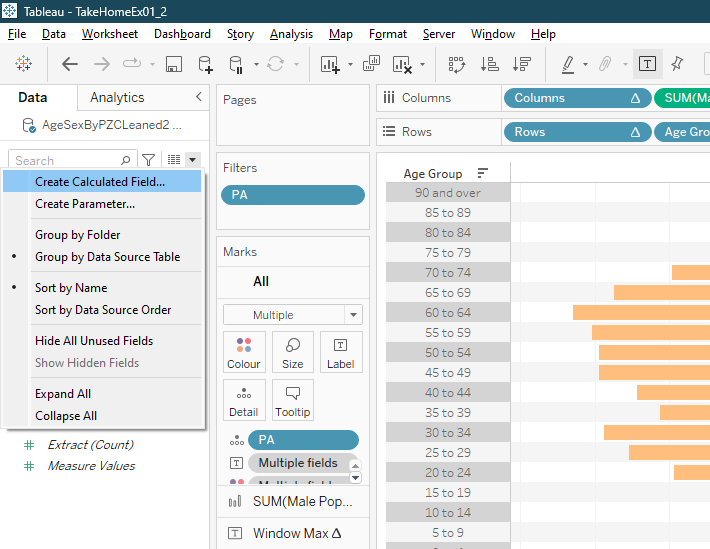 Tableau - TakeHomeEx01_2
File Data Worksheet Dashboard Story Analysis Map Format Server Window Help
Data Analytics
AgeSexByPZCLeaned2 ...
Search
Create Calculated Field...
Create Parameter...
Group by Folder
• Group by Data Source Table
• Sort by Name
Sort by Data Source Order
Hide All Unused Fields
Show Hidden Fields
Expand All
Collapse All
Extract (Count)
Measure Values
Pages
Filters
PA
Marks
All
Multiple
Colour Size Label
Detail Tooltip
PA
Multiple fields
Multiple fields
SUM(Male Pop...
Window Max Δ
Columns Columns Δ SUM(Ma
Rows Rows Δ Age Grou
Age Group
90 and over
85 to 89
80 to 84
75 to 79
70 to 74
65 to 69
60 to 64
55 to 59
50 to 54
45 to 49
40 to 44
35 to 39
30 to 34
25 to 29
20 to 24
15 to 19
10 to 14
5 to 9